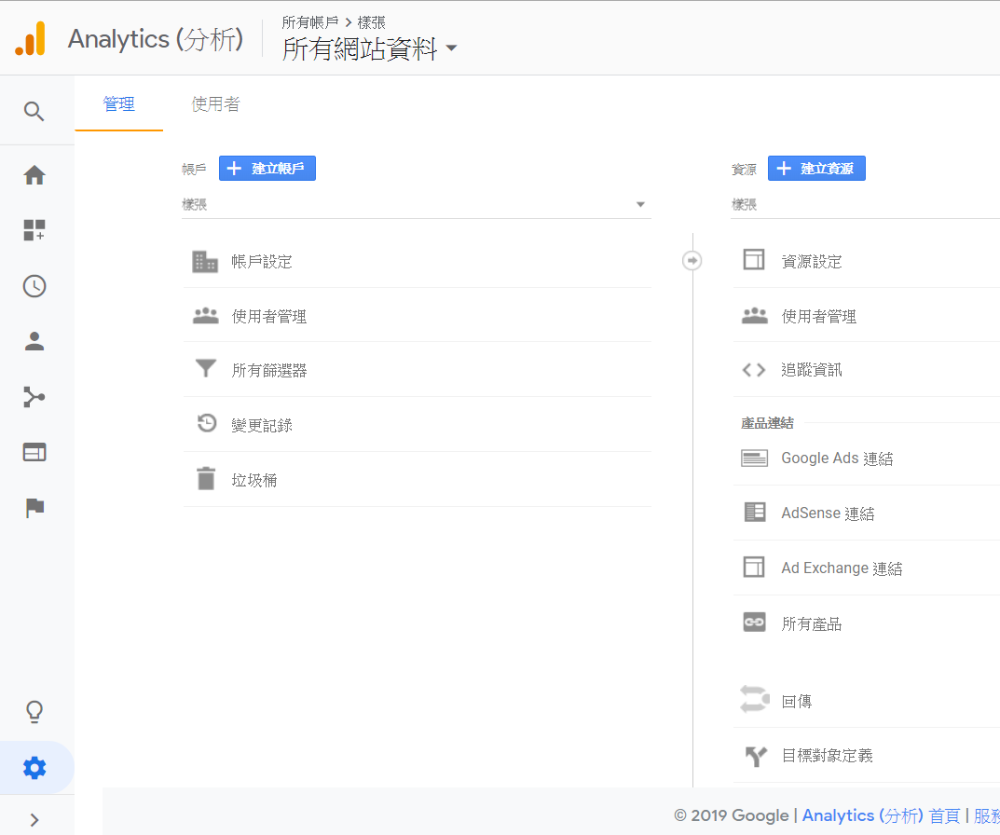 Analytics (分析)
所有帳戶 > 樣張
所有網站資料
管理
使用者
帳戶
建立帳戶
樣張
帳戶設定
使用者管理
所有篩選器
變更記錄
垃圾桶
資源
建立資源
樣張
資源設定
使用者管理
追蹤資訊
產品連結
Google Ads 連結
AdSense 連結
Ad Exchange 連結
所有產品
回傳
目標對象定義
© 2019 Google | Analytics (分析) 首頁 | 服務